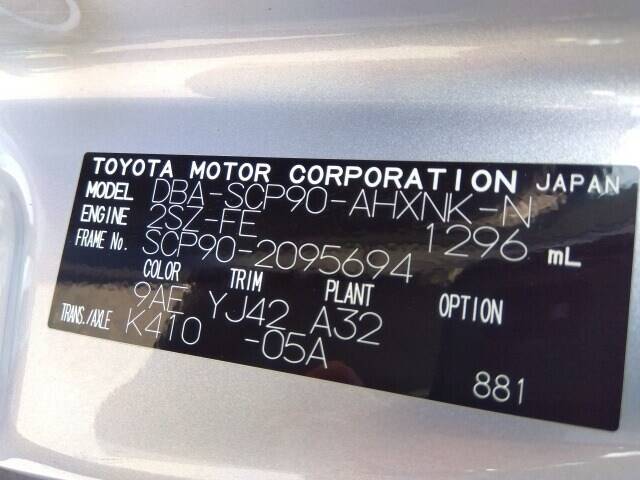 TOYOTA MOTOR CORPORATION JAPAN
MODEL DBA-SCP90-AHXNK-N
ENGINE 2SZ-FE 1296 mL
FRAME No. SCP90-2095694
COLOR TRIM PLANT OPTION
9AE YJ42 A32
TRANS./AXLE K410 -05A
881